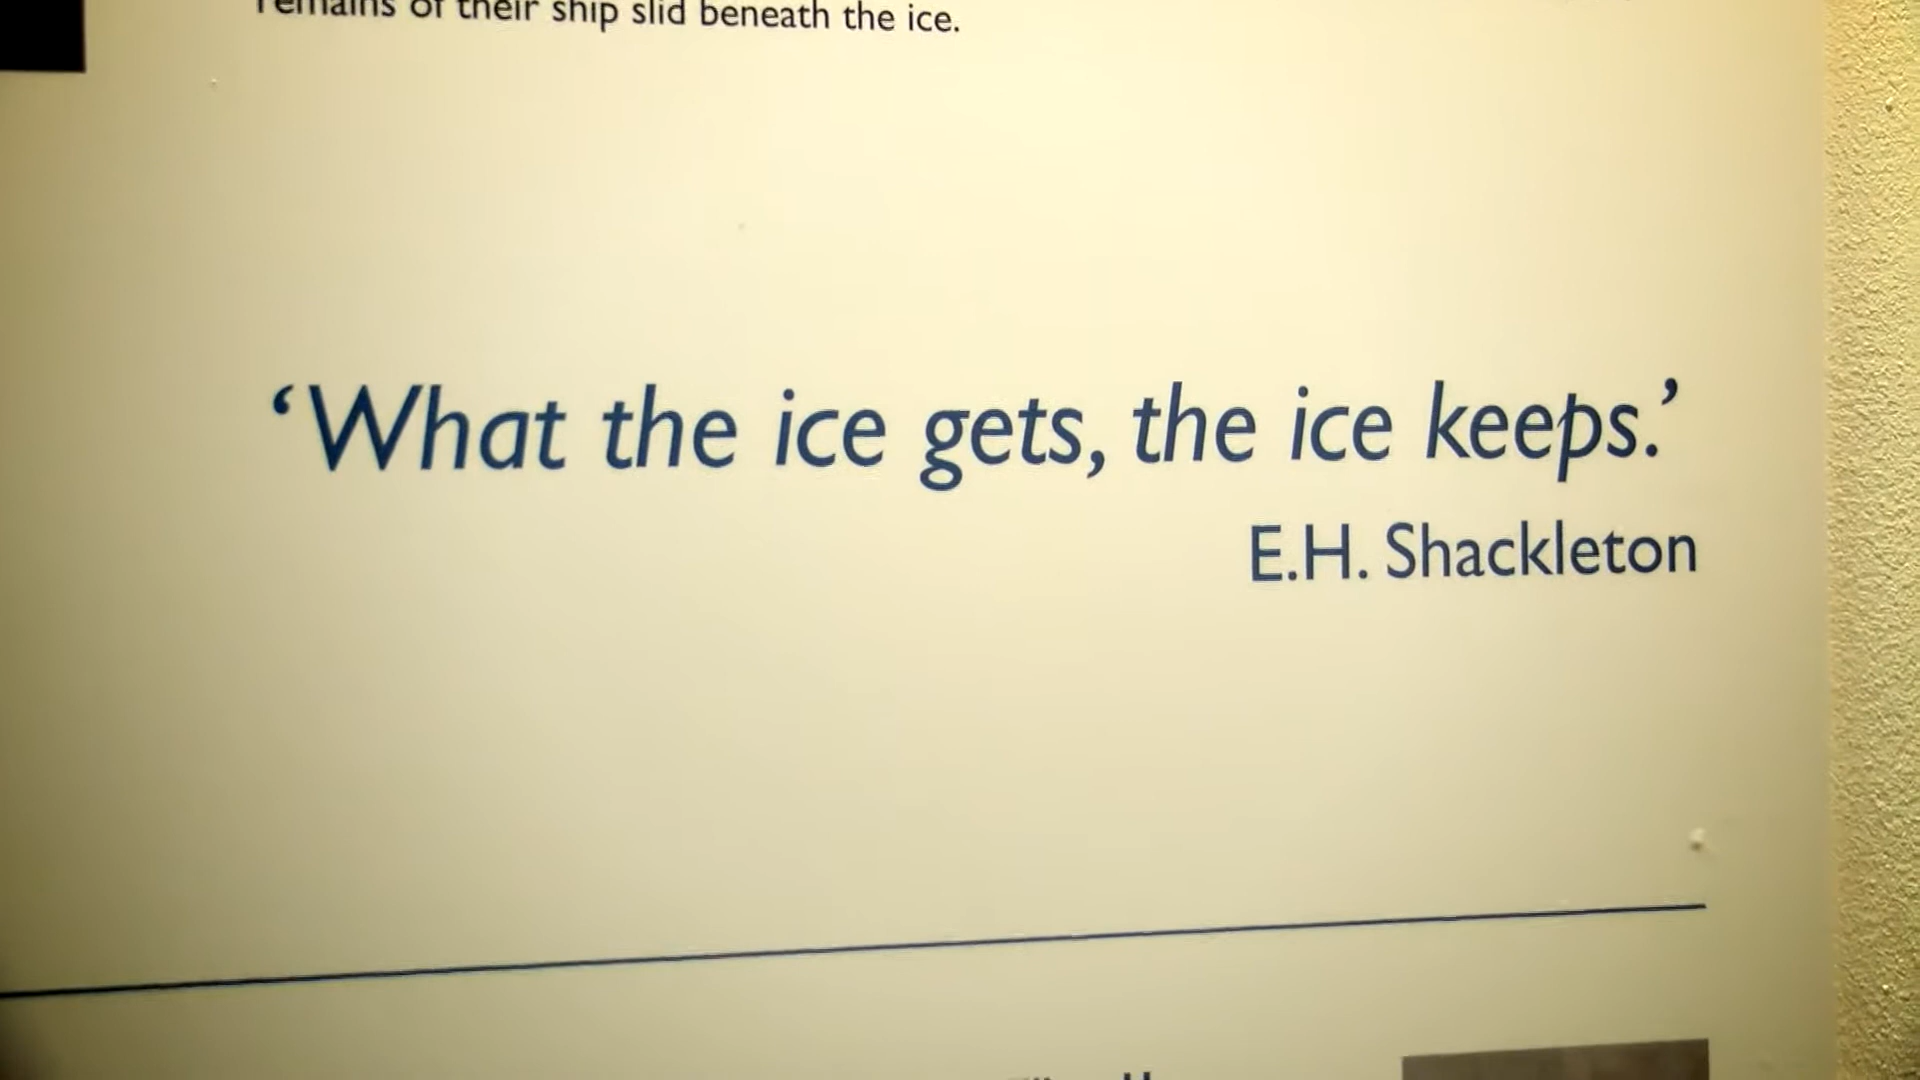 remains of their ship slid beneath the ice.
‘What the ice gets, the ice keeps.’
E.H. Shackleton